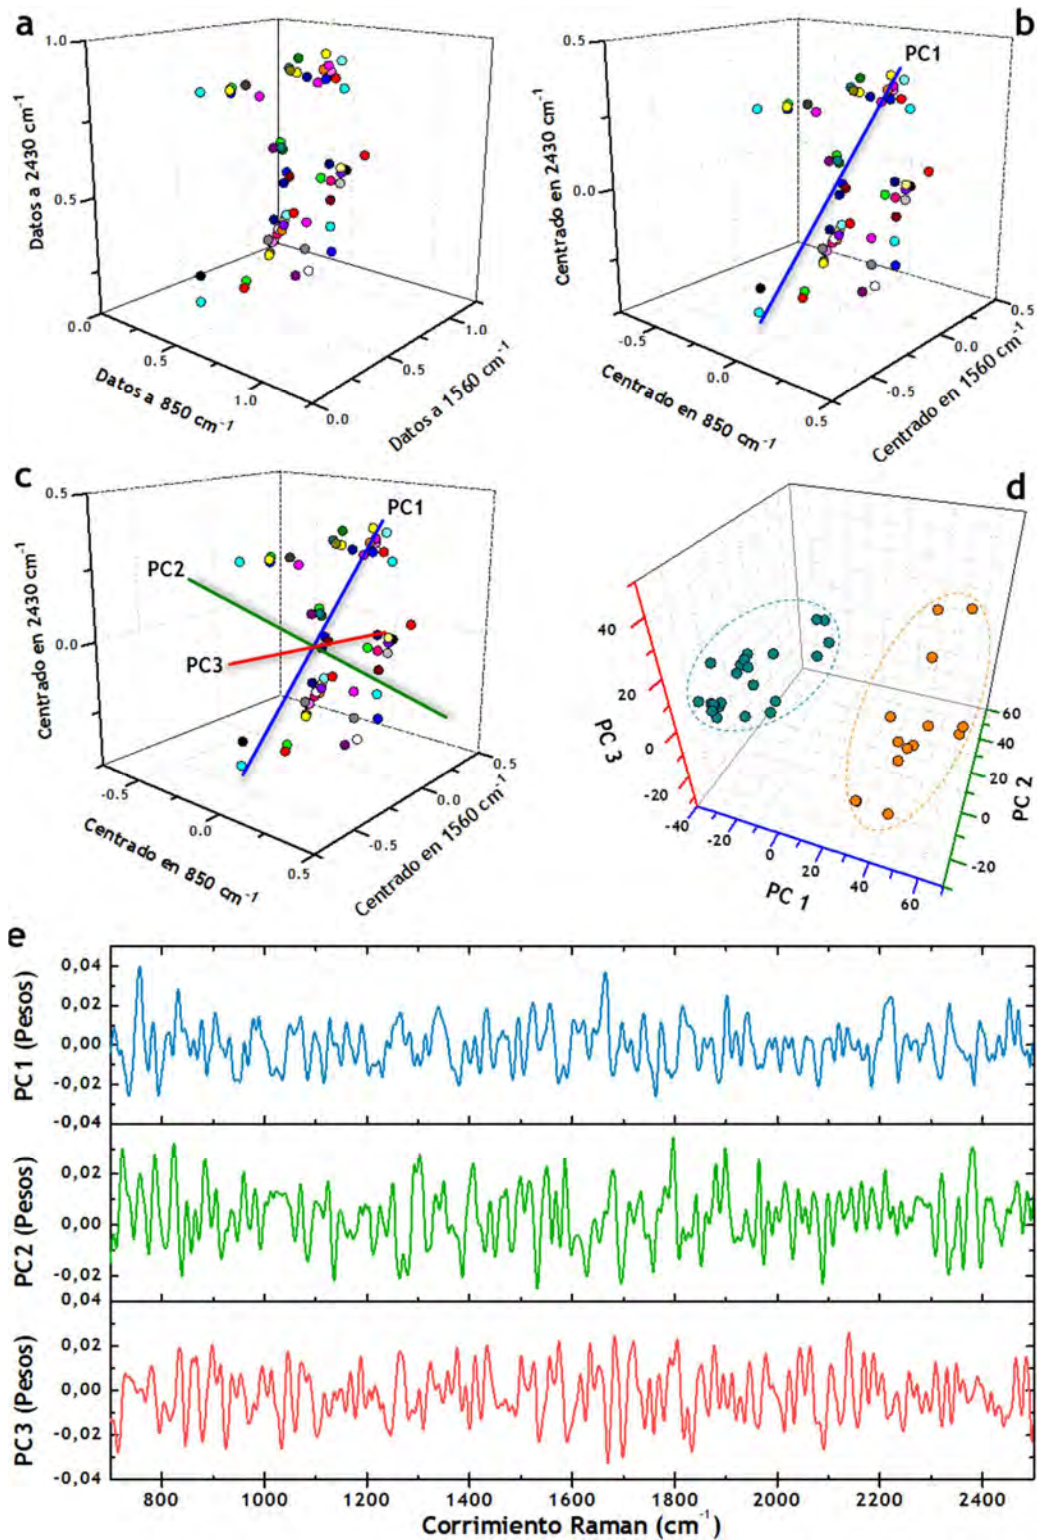 a
1.0
0.5
0.0
Datos a 2430 cm-1
0.5
1.0
Datos a 850 cm-1
0.0
0.5
1.0
Datos a 1560 cm-1
b
0.5
0.0
Centrado en 2430 cm-1
PC1
-0.5
0.0
0.5
Centrado en 850 cm-1
-0.5
0.0
0.5
Centrado en 1560 cm-1
c
0.5
0.0
Centrado en 2430 cm-1
PC1
PC2
PC3
-0.5
0.0
0.5
Centrado en 850 cm-1
-0.5
0.0
0.5
Centrado en 1560 cm-1
d
40
20
0
-20
PC 3
-40
-20
0
20
40
60
PC 1
60
40
20
0
-20
PC 2
e
0,04
0,02
0,00
-0,02
-0,04
PC1 (Pesos)
0,02
0,00
-0,02
0,04
PC2 (Pesos)
0,02
0,00
-0,02
-0,04
PC3 (Pesos)
800 1000 1200 1400 1600 1800 2000 2200 2400
Corrimiento Raman (cm-1)